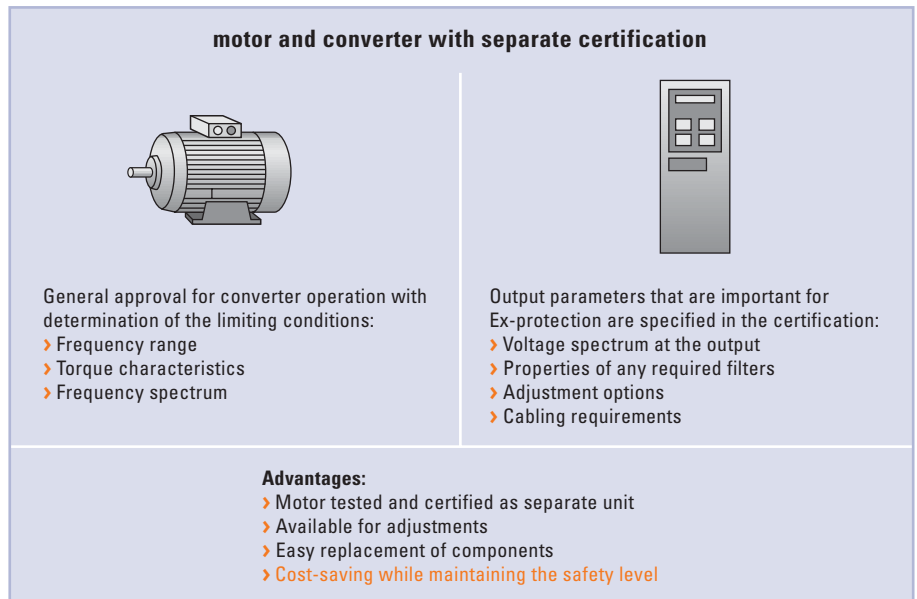 motor and converter with separate certification
General approval for converter operation with
determination of the limiting conditions:
› Frequency range
› Torque characteristics
› Frequency spectrum
Output parameters that are important for
Ex-protection are specified in the certification:
› Voltage spectrum at the output
› Properties of any required filters
› Adjustment options
› Cabling requirements
Advantages:
› Motor tested and certified as separate unit
› Available for adjustments
› Easy replacement of components
› Cost-saving while maintaining the safety level